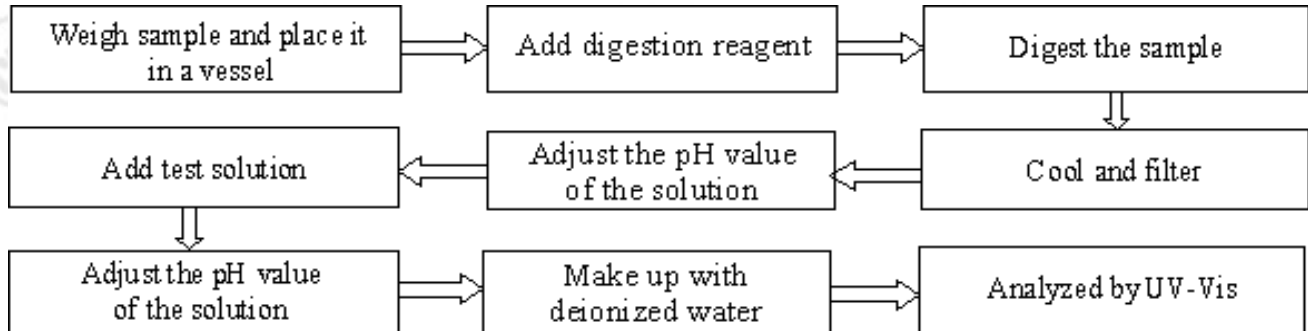 Weigh sample and place it
in a vessel
Add digestion reagent
Digest the sample
Cool and filter
Adjust the pH value
of the solution
Add test solution
Adjust the pH value
of the solution
Make up with
deionized water
Analyzed by UV-Vis